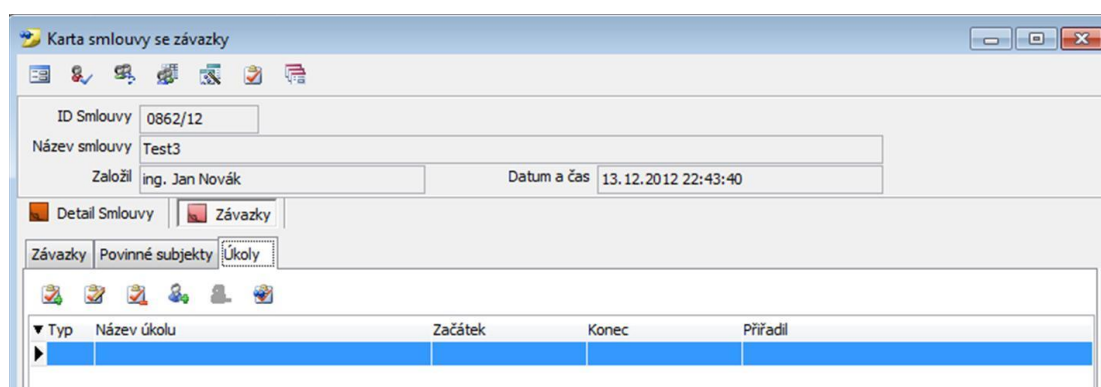 Karta smlouvy se závazky
ID Smlouvy 0862/12
Název smlouvy Test3
Založil ing. Jan Novák Datum a čas 13.12.2012 22:43:40
Detail Smlouvy Závazky
Závazky Povinné subjekty Úkoly
Typ Název úkolu Začátek Konec Přiřadil